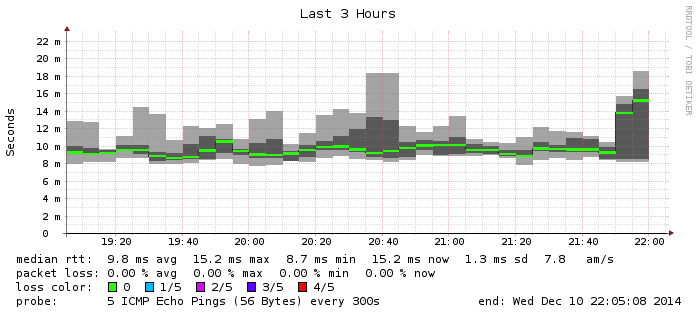 Last 3 Hours
RRDTOOL / TOBI OETIKER
Seconds
22 m
20 m
18 m
16 m
14 m
12 m
10 m
8 m
6 m
4 m
2 m
0
19:20 19:40 20:00 20:20 20:40 21:00 21:20 21:40 22:00
median rtt: 9.8 ms avg 15.2 ms max 8.7 ms min 15.2 ms now 1.3 ms sd 7.8 am/s
packet loss: 0.00 % avg 0.00 % max 0.00 % min 0.00 % now
loss color: 0 1/5 2/5 3/5 4/5
probe: 5 ICMP Echo Pings (56 Bytes) every 300s end: Wed Dec 10 22:05:08 2014